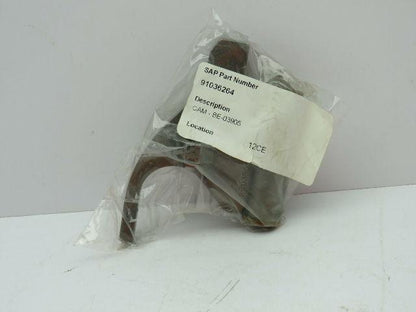 SAP Part Number
91036264
Description
CAM - BE-03905
Location
12CE